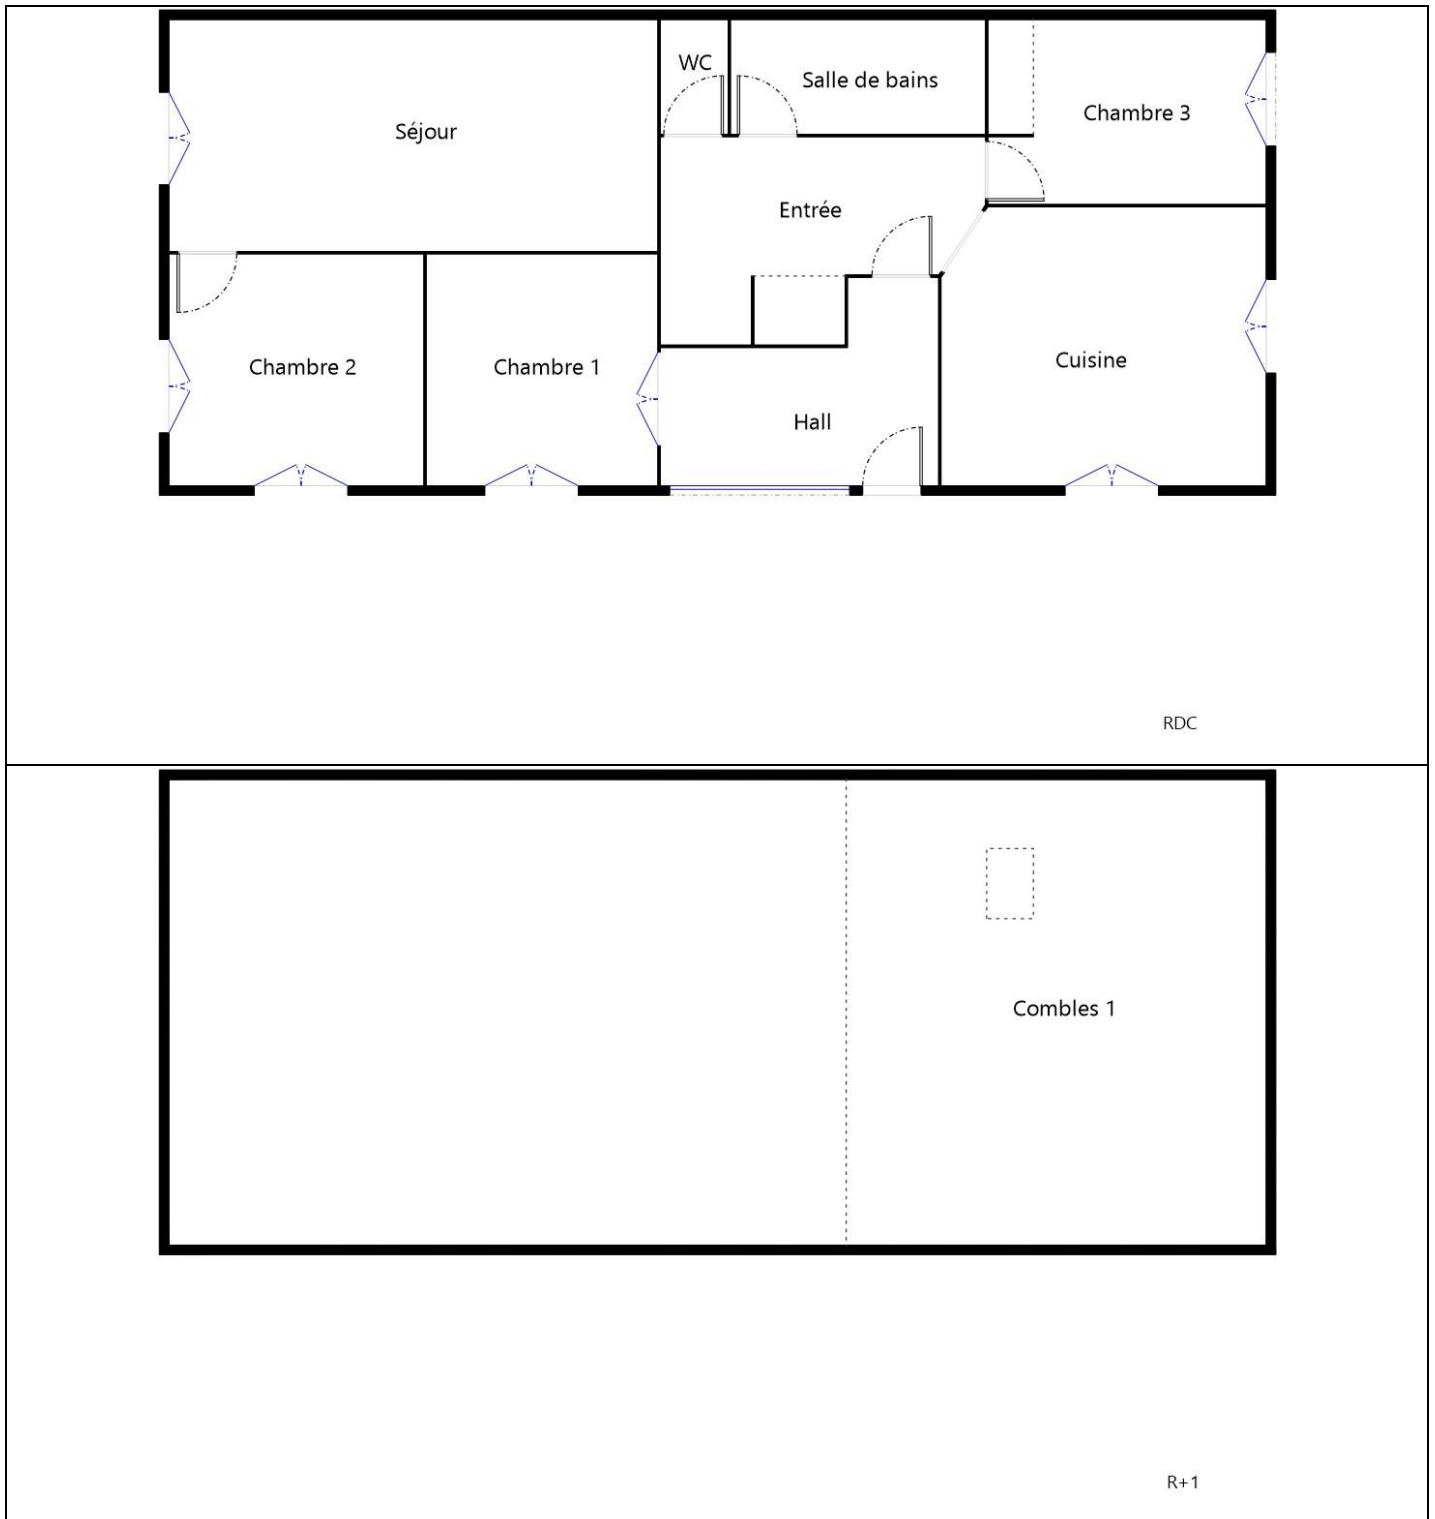 WC
Salle de bains
Chambre 3
Séjour
Entrée
Chambre 2
Chambre 1
Cuisine
Hall
RDC
Combles 1
R+1